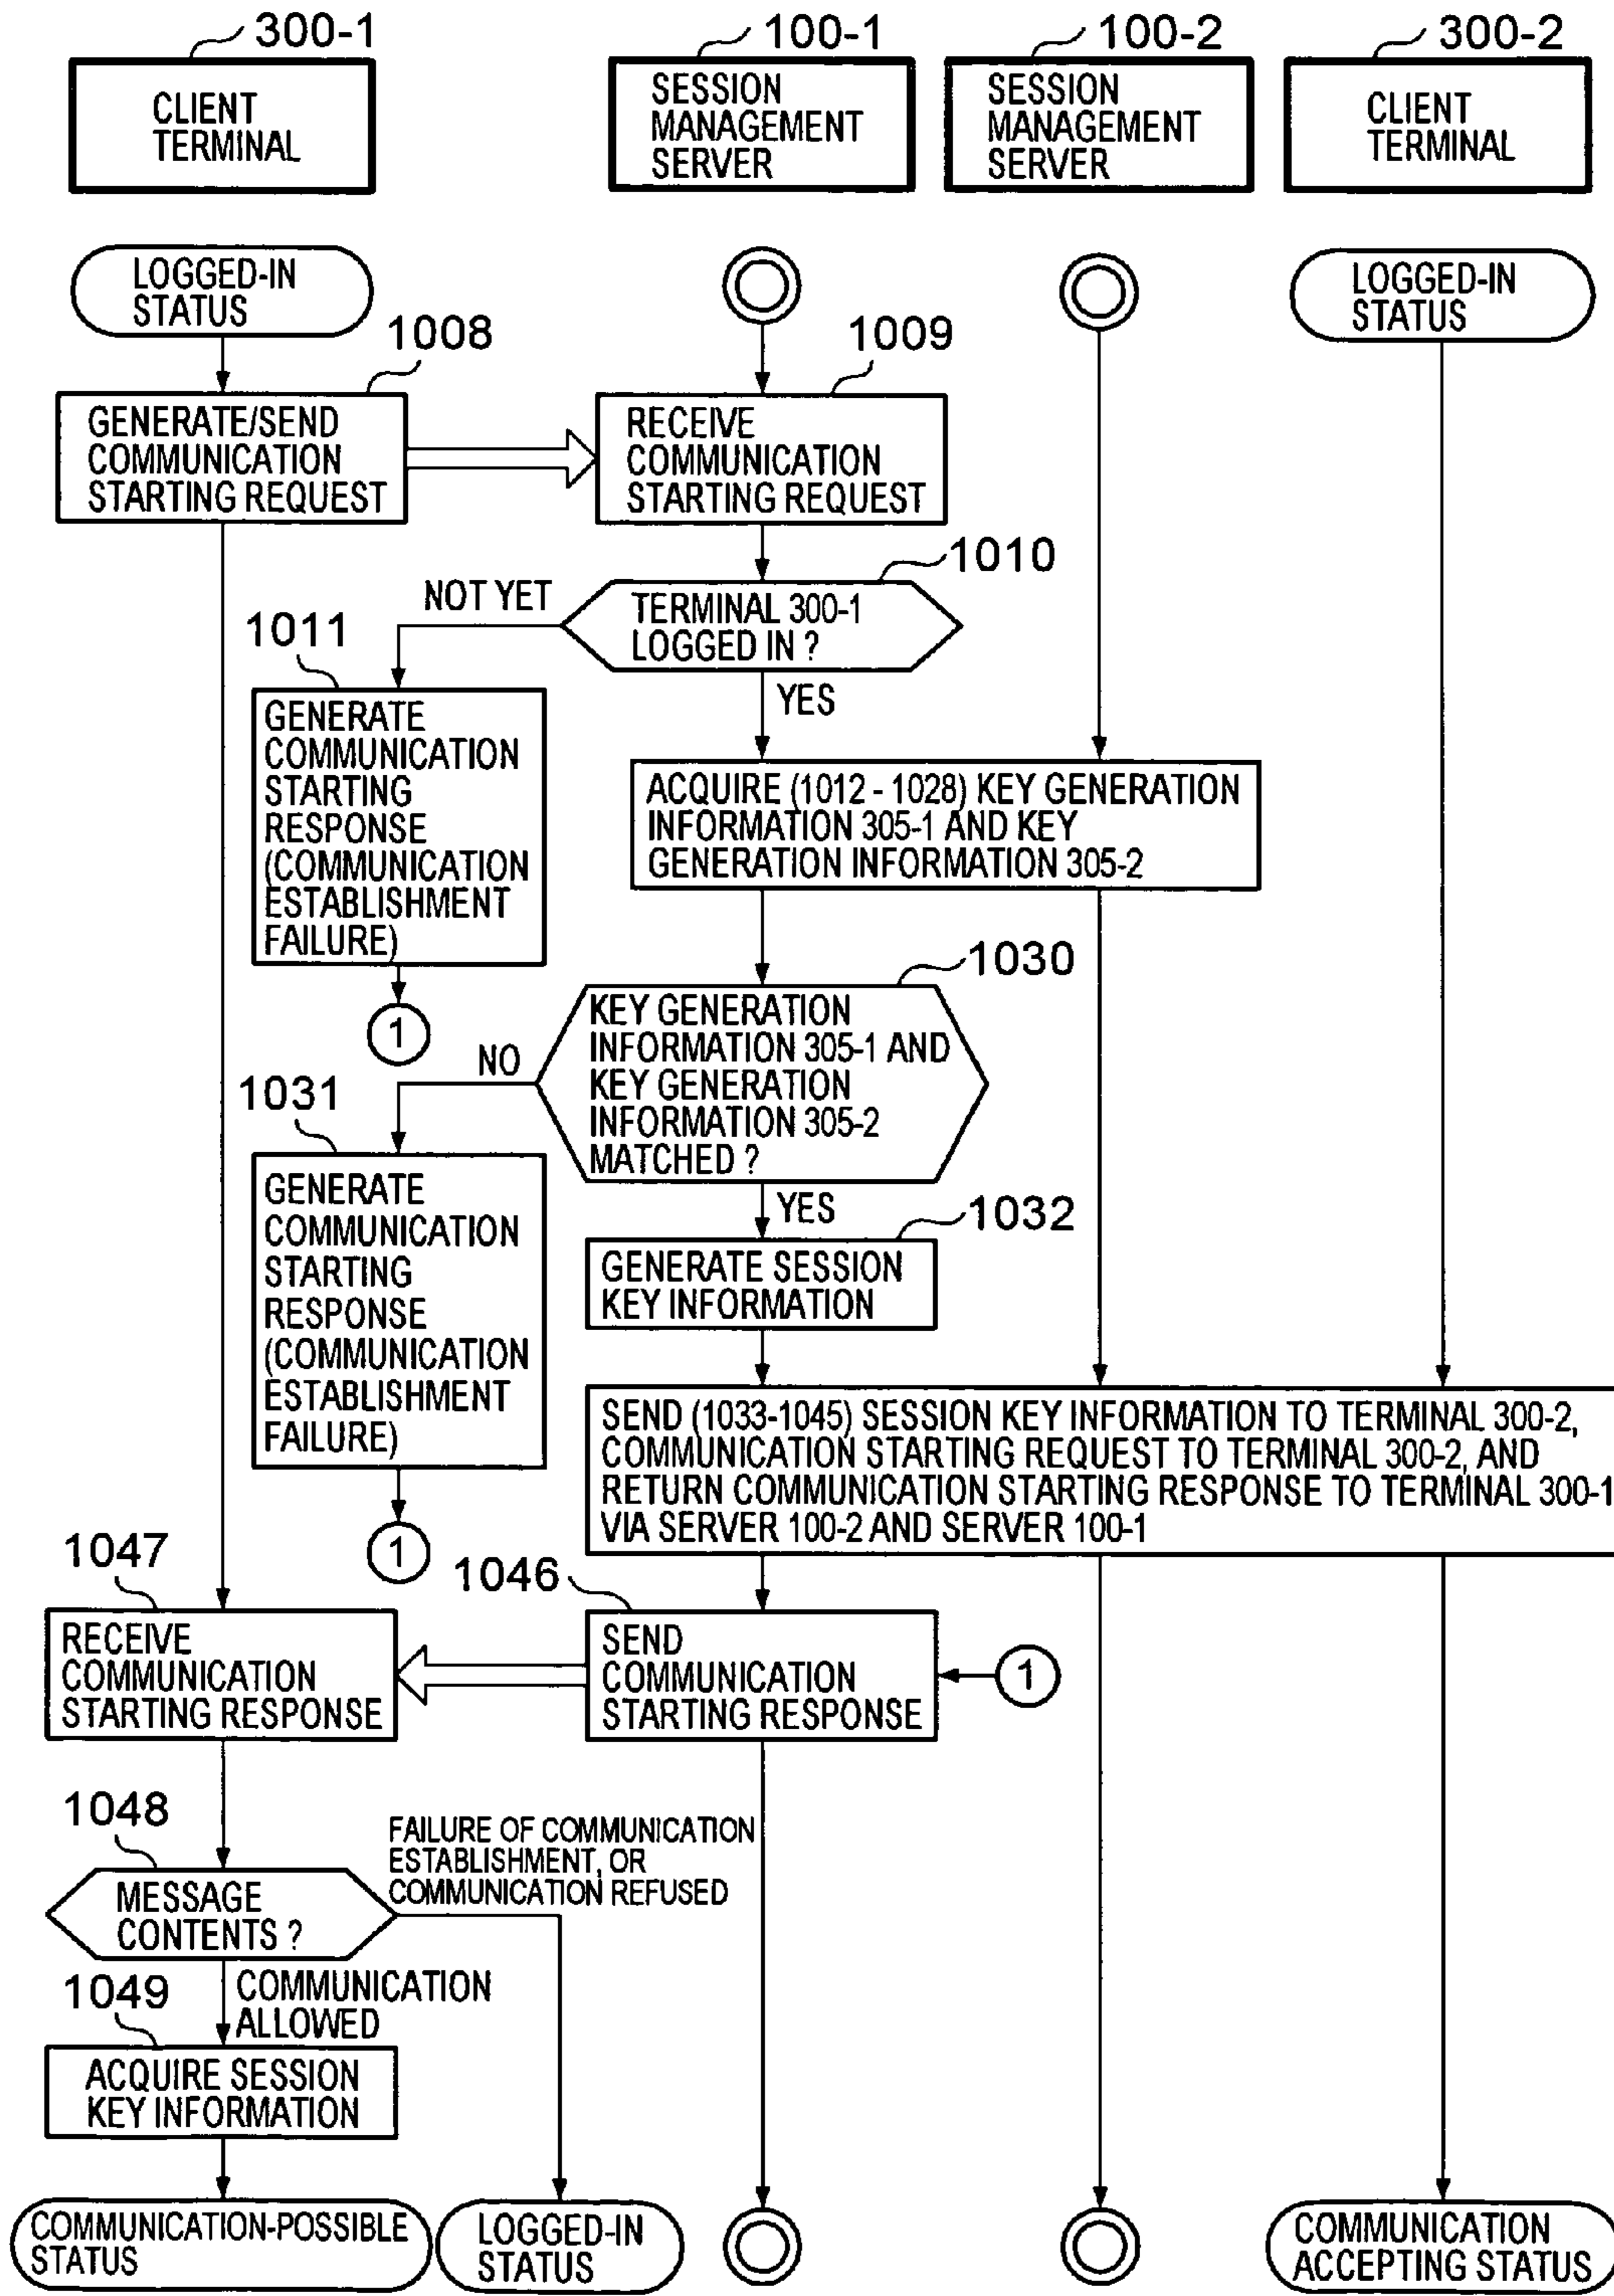 300-1
100-1
100-2
300-2
CLIENT
TERMINAL
SESSION
MANAGEMENT
SERVER
SESSION
MANAGEMENT
SERVER
CLIENT
TERMINAL
LOGGED-IN
STATUS
LOGGED-IN
STATUS
1008
1009
GENERATE/SEND
COMMUNICATION
STARTING REQUEST
RECEIVE
COMMUNICATION
STARTING REQUEST
1010
NOT YET
TERMINAL 300-1
LOGGED IN ?
1011
YES
GENERATE
COMMUNICATION
STARTING
RESPONSE
(COMMUNICATION
ESTABLISHMENT
FAILURE)
ACQUIRE (1012 - 1028) KEY GENERATION
INFORMATION 305-1 AND KEY
GENERATION INFORMATION 305-2
1
1030
KEY GENERATION
INFORMATION 305-1 AND
KEY GENERATION
INFORMATION 305-2
MATCHED ?
NO
1031
YES
GENERATE
COMMUNICATION
STARTING
RESPONSE
(COMMUNICATION
ESTABLISHMENT
FAILURE)
1032
GENERATE SESSION
KEY INFORMATION
SEND (1033-1045) SESSION KEY INFORMATION TO TERMINAL 300-2,
COMMUNICATION STARTING REQUEST TO TERMINAL 300-2, AND
RETURN COMMUNICATION STARTING RESPONSE TO TERMINAL 300-1
VIA SERVER 100-2 AND SERVER 100-1
1
1047
1046
RECEIVE
COMMUNICATION
STARTING RESPONSE
SEND
COMMUNICATION
STARTING RESPONSE
1
1048
FAILURE OF COMMUNICATION
ESTABLISHMENT, OR
COMMUNICATION REFUSED
MESSAGE
CONTENTS ?
1049
COMMUNICATION
ALLOWED
ACQUIRE SESSION
KEY INFORMATION
COMMUNICATION-POSSIBLE
STATUS
LOGGED-IN
STATUS
COMMUNICATION
ACCEPTING STATUS